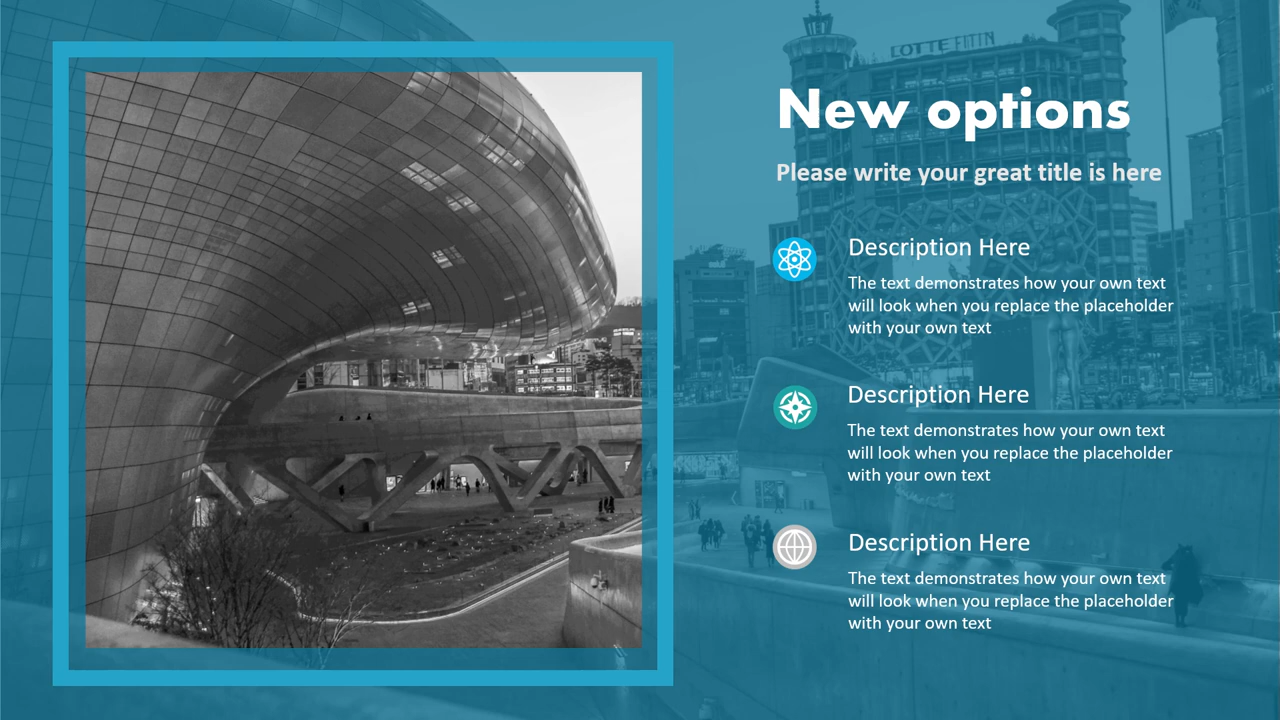 LOTTE FITIN
New options
Please write your great title is here
Description Here
The text demonstrates how your own text
will look when you replace the placeholder
with your own text
Description Here
The text demonstrates how your own text
will look when you replace the placeholder
with your own text
Description Here
The text demonstrates how your own text
will look when you replace the placeholder
with your own text